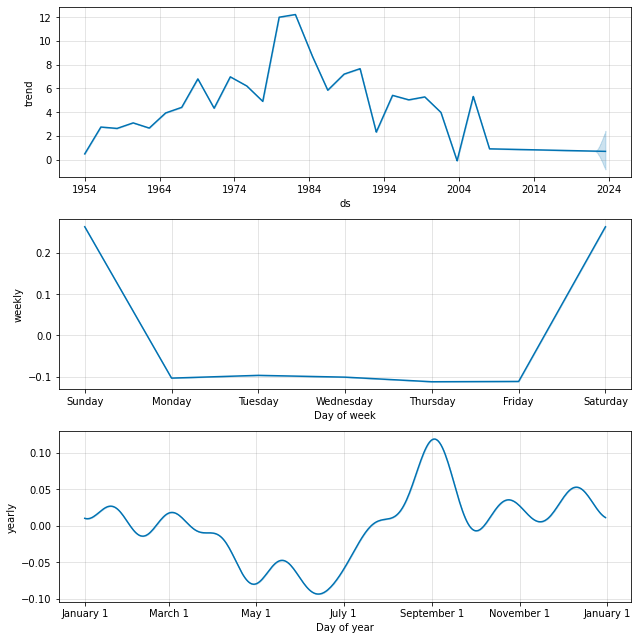 12
10
8
6
4
2
0
trend
1954 1964 1974 1984 1994 2004 2014 2024
ds
0.2
0.1
0.0
−0.1
weekly
Sunday Monday Tuesday Wednesday Thursday Friday Saturday
Day of week
0.10
0.05
0.00
−0.05
−0.10
yearly
January 1 March 1 May 1 July 1 September 1 November 1 January 1
Day of year